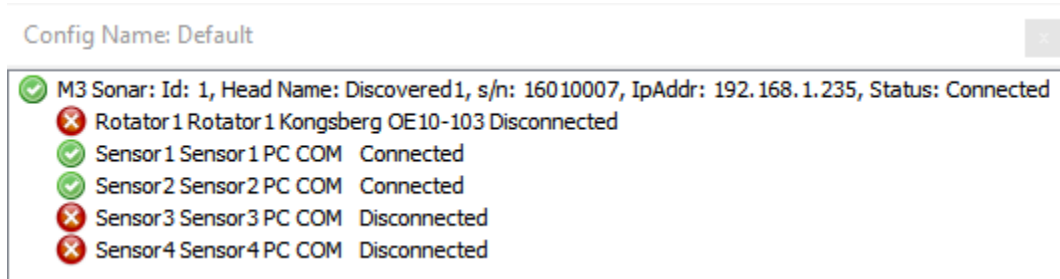 Config Name: Default
x
M3 Sonar: Id: 1, Head Name: Discovered1, s/n: 16010007, IpAddr: 192.168.1.235, Status: Connected
Rotator1 Rotator1 Kongsberg OE10-103 Disconnected
Sensor1 Sensor1 PC COM Connected
Sensor2 Sensor2 PC COM Connected
Sensor3 Sensor3 PC COM Disconnected
Sensor4 Sensor4 PC COM Disconnected